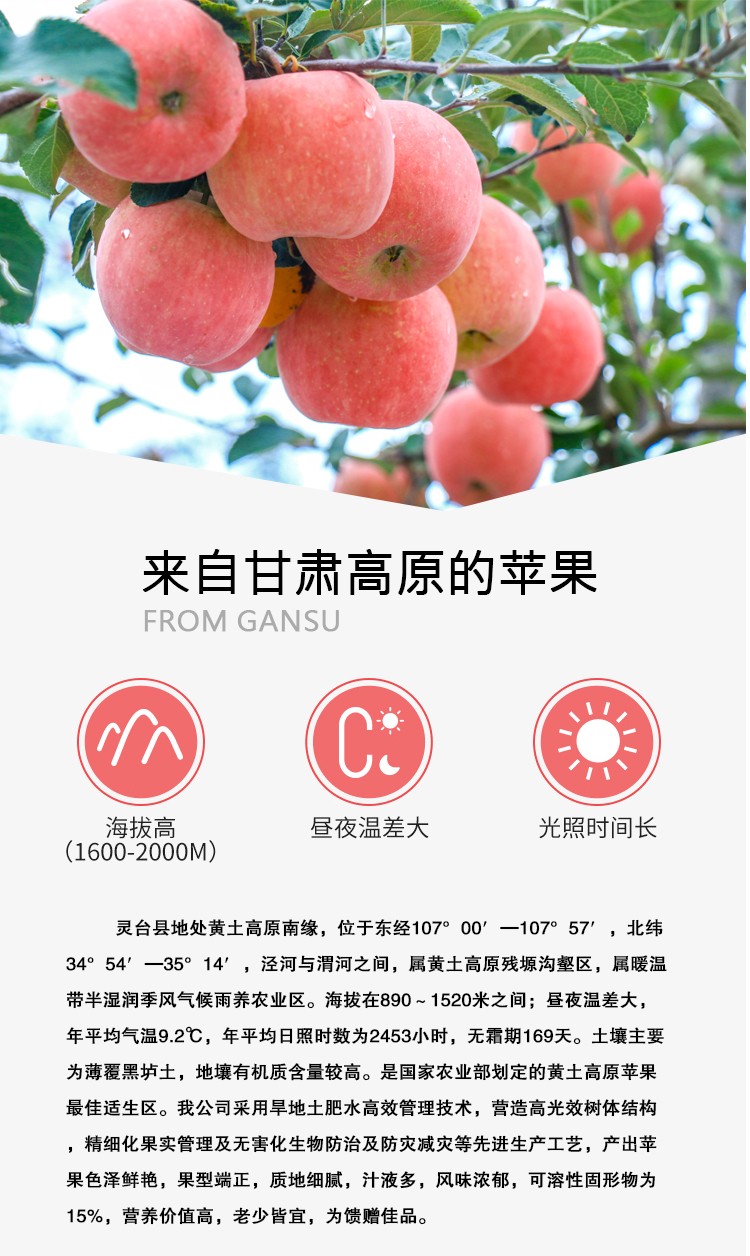 来自甘肃高原的苹果
FROM GANSU
海拔高
（1600-2000M）
昼夜温差大
光照时间长
灵台县地处黄土高原南缘，位于东经107° 00′ —107° 57′ ，北纬
34° 54′ —35° 14′ ，泾河与渭河之间，属黄土高原残塬沟壑区，属暖温
带半湿润季风气候雨养农业区。海拔在890～1520米之间；昼夜温差大，
年平均气温9.2℃，年平均日照时数为2453小时，无霜期169天。土壤主要
为薄覆黑垆土，地壤有机质含量较高。是国家农业部划定的黄土高原苹果
最佳适生区。我公司采用旱地土肥水高效管理技术，营造高光效树体结构
，精细化果实管理及无害化生物防治及防灾减灾等先进生产工艺，产出苹
果色泽鲜艳，果型端正，质地细腻，汁液多，风味浓郁，可溶性固形物为
15%，营养价值高，老少皆宜，为馈赠佳品。